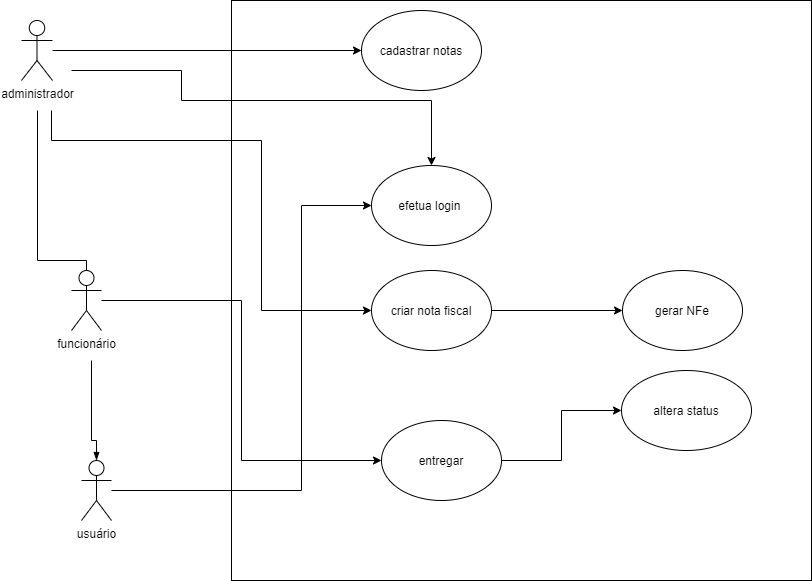 cadastrar notas
administrador
efetua login
criar nota fiscal
gerar NFe
funcionário
altera status
entregar
usuário